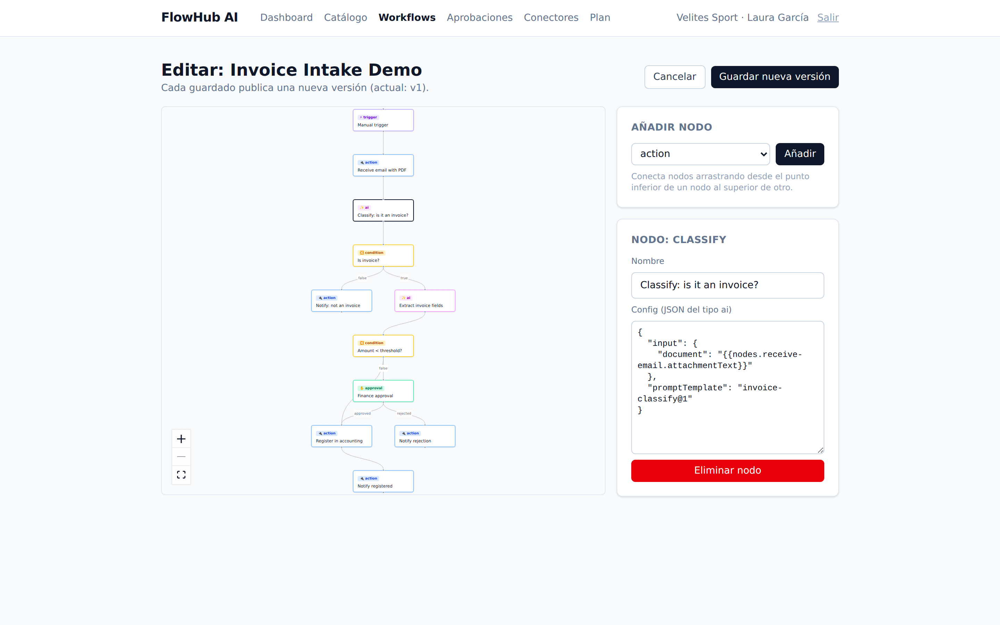 FlowHub AI Dashboard Catálogo Workflows Aprobaciones Conectores Plan Velites Sport · Laura García Salir
Editar: Invoice Intake Demo
Cada guardado publica una nueva versión (actual: v1).
Cancelar Guardar nueva versión
⚡ trigger
Manual trigger
🔌 action
Receive email with PDF
✨ ai
Classify: is it an invoice?
🔀 condition
Is invoice?
false true
🔌 action
Notify: not an invoice
✨ ai
Extract invoice fields
🔀 condition
Amount < threshold?
false
✋ approval
Finance approval
approved rejected
🔌 action
Register in accounting
🔌 action
Notify rejection
🔌 action
Notify registered
AÑADIR NODO
action Añadir
Conecta nodos arrastrando desde el punto
inferior de un nodo al superior de otro.
NODO: CLASSIFY
Nombre
Classify: is it an invoice?
Config (JSON del tipo ai)
{
"input": {
"document": "{{nodes.receive-
email.attachmentText}}"
},
"promptTemplate": "invoice-
classify@1"
}
Eliminar nodo